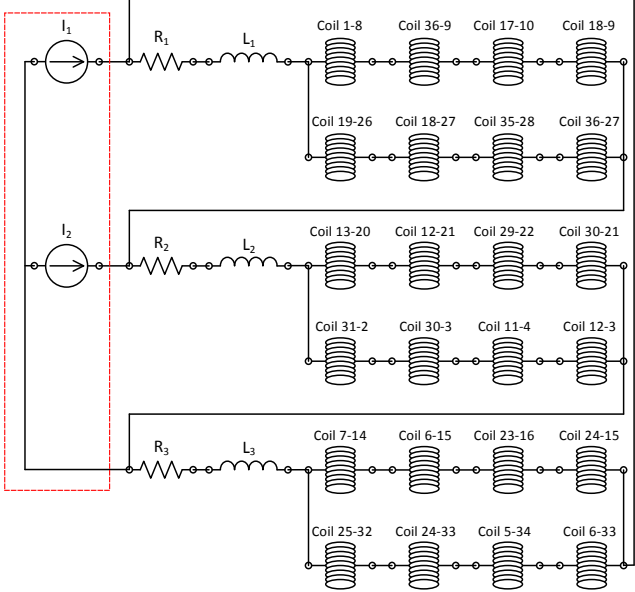 I₁ R₁ L₁ Coil 1-8 Coil 36-9 Coil 17-10 Coil 18-9
Coil 19-26 Coil 18-27 Coil 35-28 Coil 36-27
I₂ R₂ L₂ Coil 13-20 Coil 12-21 Coil 29-22 Coil 30-21
Coil 31-2 Coil 30-3 Coil 11-4 Coil 12-3
R₃ L₃ Coil 7-14 Coil 6-15 Coil 23-16 Coil 24-15
Coil 25-32 Coil 24-33 Coil 5-34 Coil 6-33